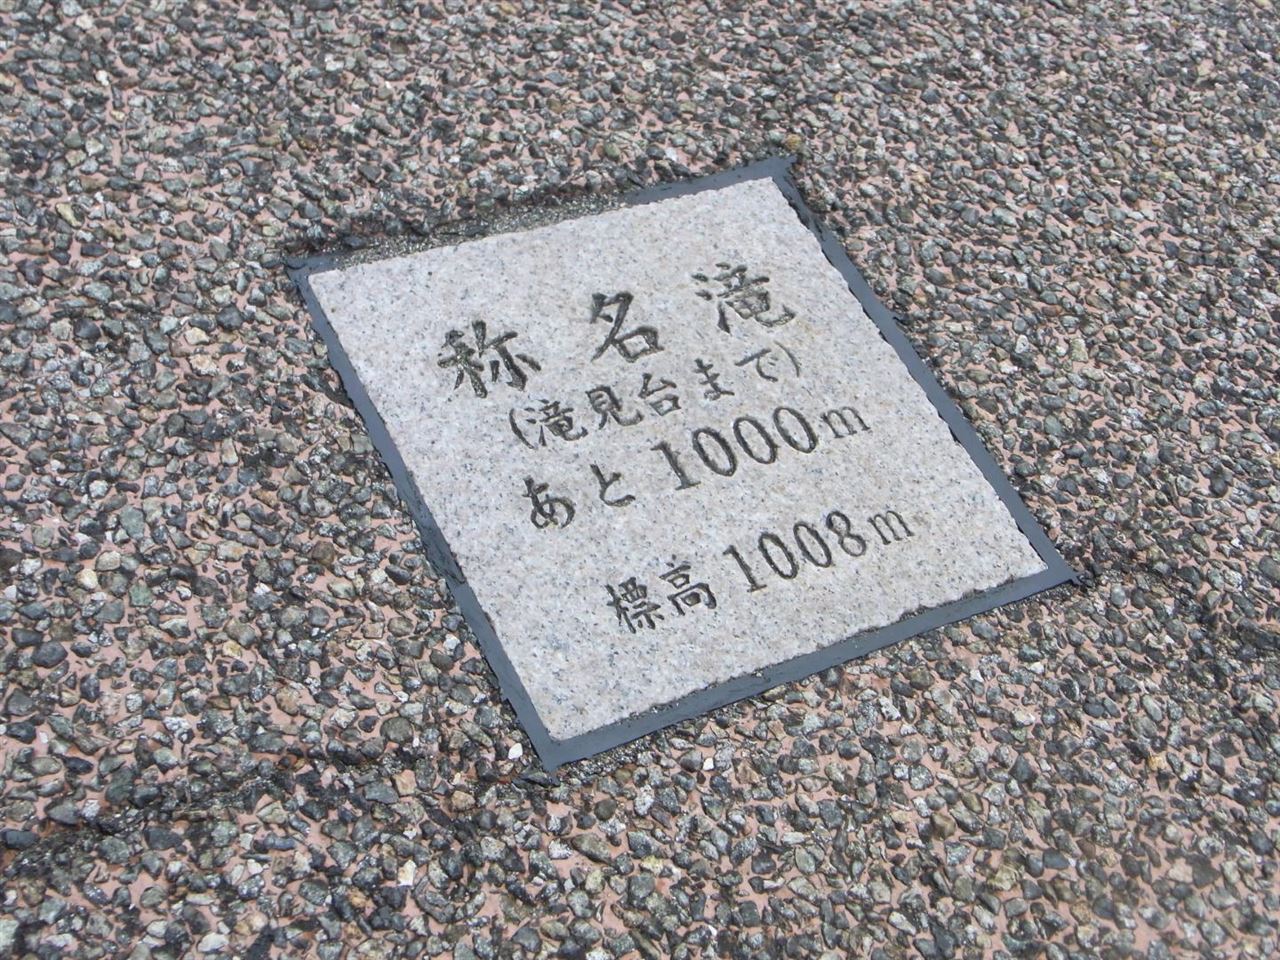 称名滝
(滝見台まで)
あと1000m
標高1008m